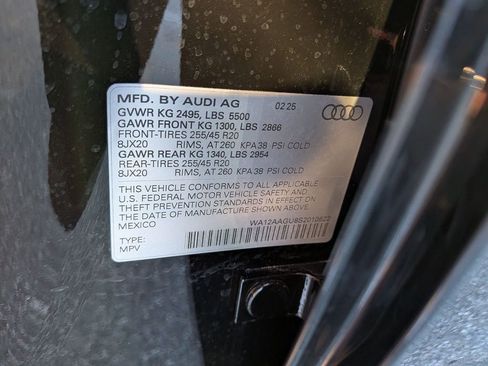 MFD. BY AUDI AG 02 25
GVWR KG 2495, LBS 5500
GAWR FRONT KG 1300, LBS 2866
FRONT-TIRES 255/45 R20
8JX20 RIMS, AT 260 KPA 38 PSI COLD
GAWR REAR KG 1340, LBS 2954
REAR-TIRES 255/45 R20
8JX20 RIMS, AT 260 KPA 38 PSI COLD
THIS VEHICLE CONFORMS TO ALL APPLICABLE
U.S. FEDERAL MOTOR VEHICLE SAFETY AND
THEFT PREVENTION STANDARDS IN EFFECT ON
THE DATE OF MANUFACTURE SHOWN ABOVE.
MEXICO WA12AAGU8S2010622
TYPE:
MPV